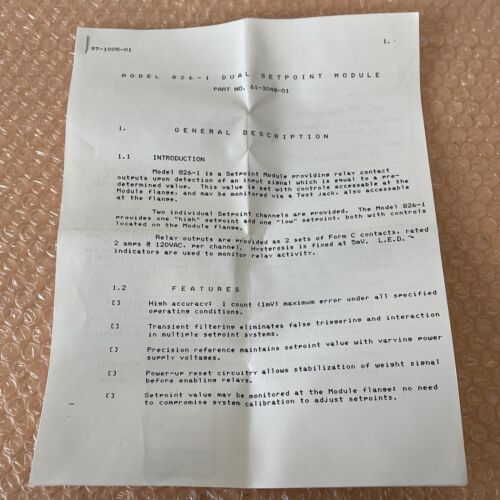 97-1005-01
1.
MODEL 826-1 DUAL SETPOINT MODULE
PART NO. 61-3048-01
1. GENERAL DESCRIPTION
1.1 INTRODUCTION
Model 826-1 is a Setpoint Module providing relay contact
outputs upon detection of an input signal which is equal to a pre-
determined value. This value is set with controls accessable at the
Module flange, and may be monitored via a Test Jack, also accessable
at the flange.
Two individual Setpoint channels are provided. The Model 826-1
provides one "high" setpoint and one "low" setpoint, both with controls
located on the Module flange.
Relay outputs are provided as 2 sets of Form C contacts, rated
2 amps @ 120VAC, per channel. Hysterosis is fixed at 5mV. L.E.D.
indicators are used to monitor relay activity.
1.2 FEATURES
[] High accuracy! 1 count (1mV) maximum error under all specified
operating conditions.
[] Transient filtering eliminates false triggering and interaction
in multiple setpoint systems.
[] Precision reference maintains setpoint value with varying power
supply voltages.
[] Power-up reset circuitry allows stabilization of weight signal
before enabling relays.
[] Setpoint value may be monitored at the Module flange; no need
to compromise system calibration to adjust setpoints.